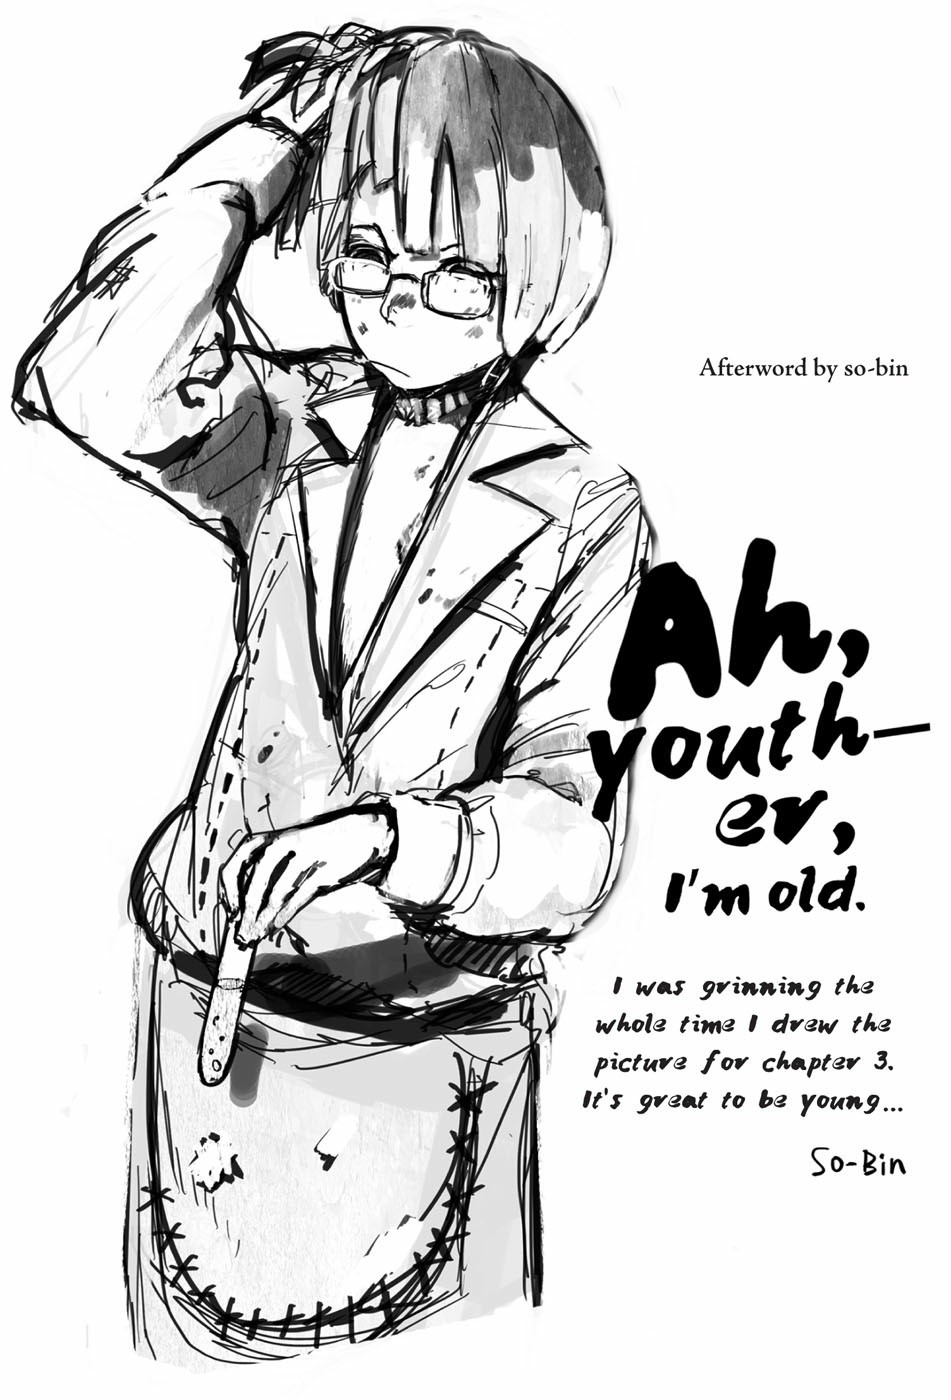 Afterword by so-bin
Ah,
youth—
er,
I'm old.
I was grinning the
whole time I drew the
picture for chapter 3.
It's great to be young...
So-Bin